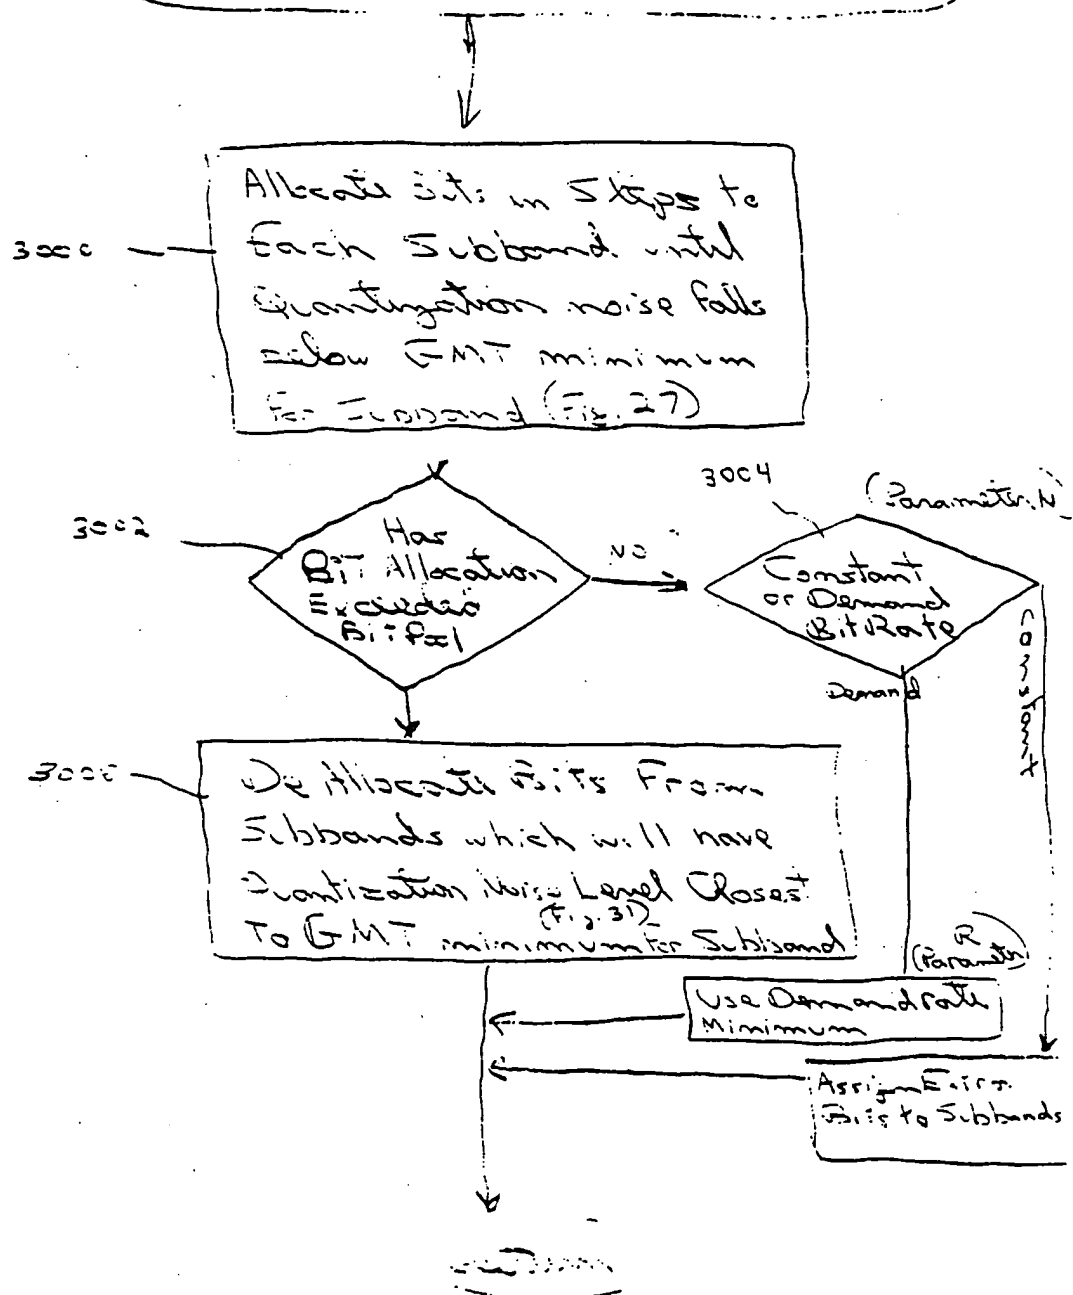 3000
Allocate Bits in Steps to
Each Subband until
Quantization noise falls
below GMT minimum
For Subband (Fig. 27)
3002
Has
Bit Allocation
Exceeded
Bit Pool
NO
3004
(Parameter N)
Constant
or Demand
Bit Rate
Demand
Constant
De Allocate Bits From
Subbands which will have
Quantization Noise Level Closest
(Fig. 31)
To GMT minimum For Subband
R
(Parameter)
Use Demand rate
Minimum
Assign Extra
Bits to Subbands